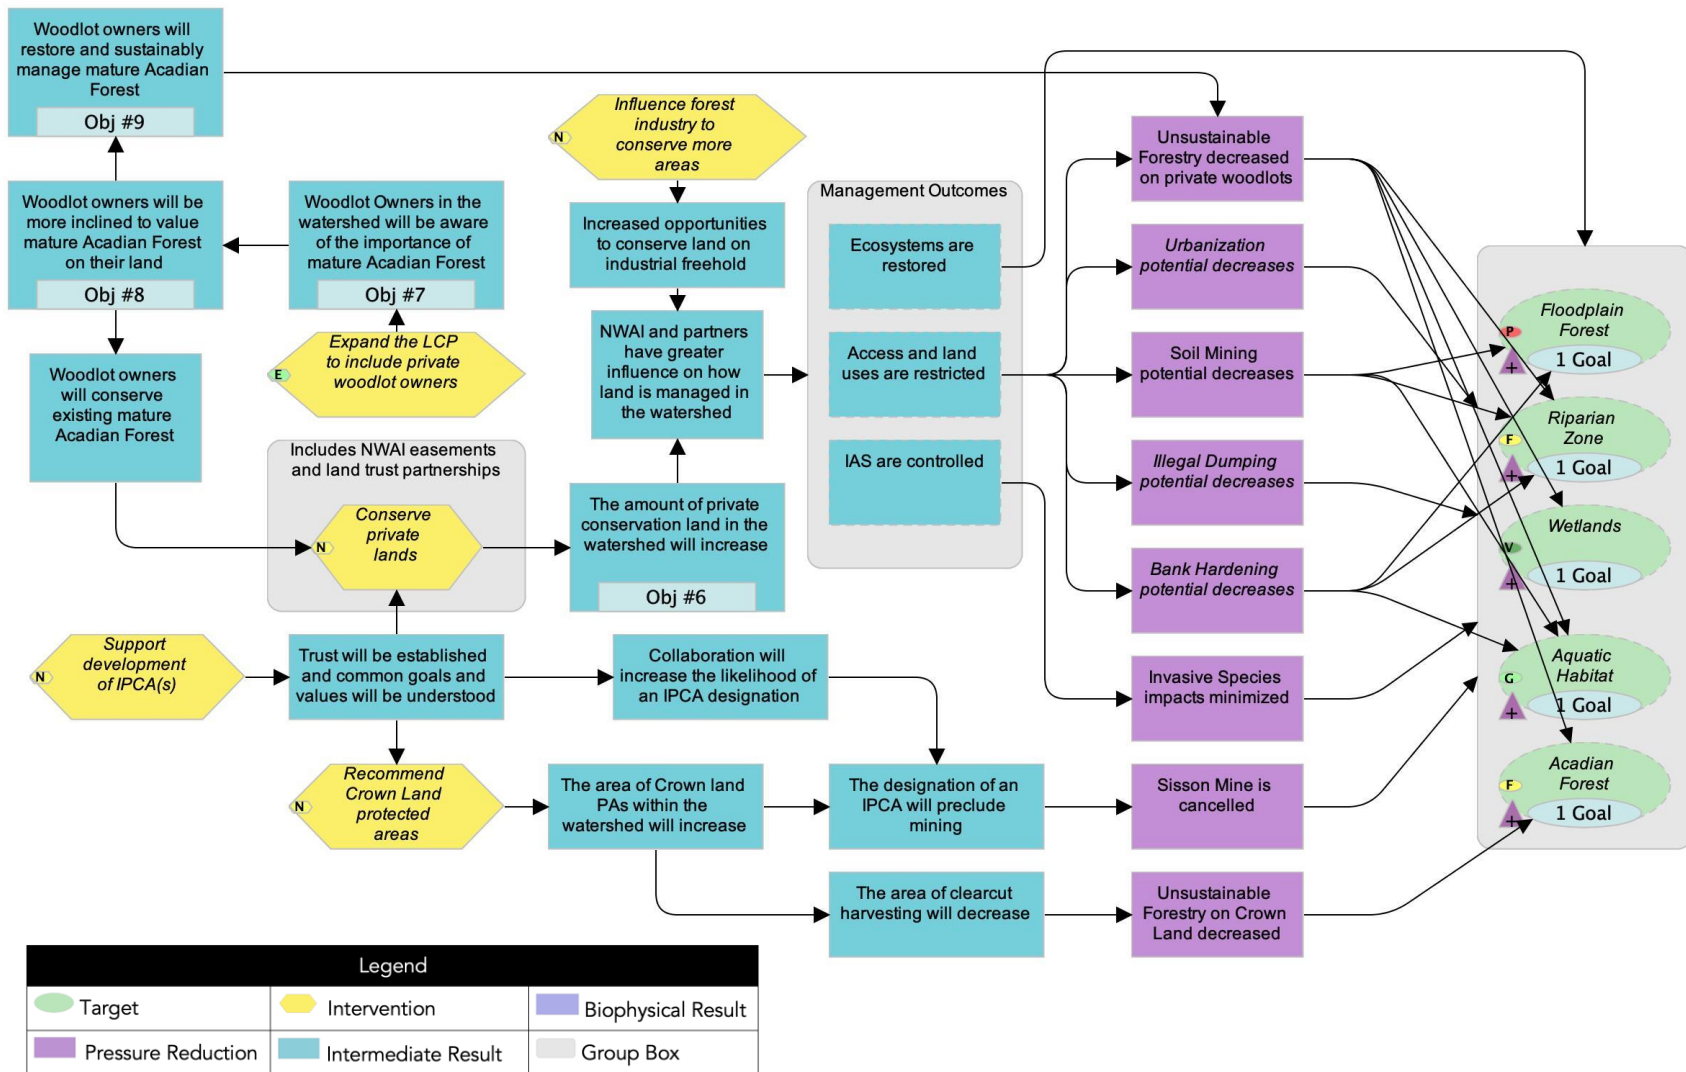 Woodlot owners will
restore and sustainably
manage mature Acadian
Forest
Obj #9
Woodlot owners will be
more inclined to value
mature Acadian Forest
on their land
Obj #8
Woodlot Owners in the
watershed will be aware
of the importance of
mature Acadian Forest
Obj #7
E
Expand the LCP
to include private
woodlot owners
Woodlot owners
will conserve
existing mature
Acadian Forest
Includes NWAI easements
and land trust partnerships
N
Conserve
private
lands
N
Influence forest
industry to
conserve more
areas
Increased opportunities
to conserve land on
industrial freehold
NWAI and partners
have greater
influence on how
land is managed in
the watershed
The amount of private
conservation land in the
watershed will increase
Obj #6
N
Support
development
of IPCA(s)
Trust will be established
and common goals and
values will be understood
Collaboration will
increase the likelihood of
an IPCA designation
N
Recommend
Crown Land
protected
areas
The area of Crown land
PAs within the
watershed will increase
The designation of an
IPCA will preclude
mining
The area of clearcut
harvesting will decrease
Management Outcomes
Ecosystems are
restored
Access and land
uses are restricted
IAS are controlled
Unsustainable
Forestry decreased
on private woodlots
Urbanization
potential decreases
Soil Mining
potential decreases
Illegal Dumping
potential decreases
Bank Hardening
potential decreases
Invasive Species
impacts minimized
Sisson Mine is
cancelled
Unsustainable
Forestry on Crown
Land decreased
Floodplain
Forest
P
+
1 Goal
Riparian
Zone
F
+
1 Goal
Wetlands
V
+
1 Goal
Aquatic
Habitat
G
+
1 Goal
Acadian
Forest
F
+
1 Goal
Legend
Target
Intervention
Biophysical Result
Pressure Reduction
Intermediate Result
Group Box